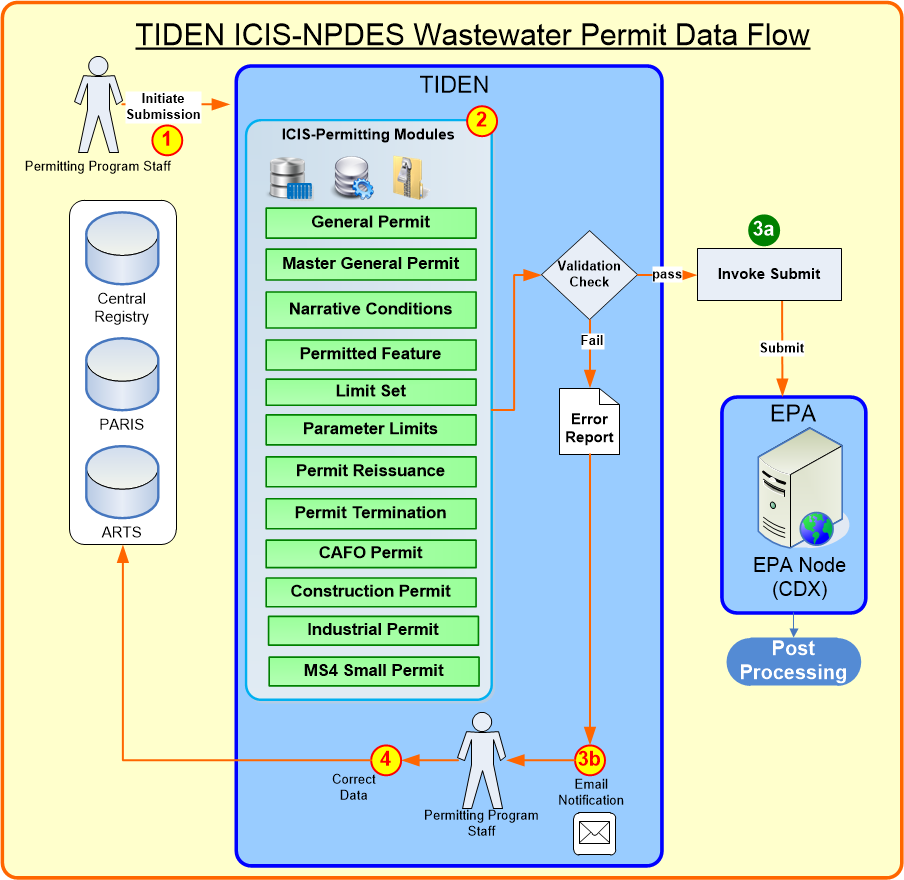 TIDEN ICIS-NPDES Wastewater Permit Data Flow
Initiate
Submission
1
Permitting Program Staff
Central
Registry
PARIS
ARTS
TIDEN
2
ICIS-Permitting Modules
General Permit
Master General Permit
Narrative Conditions
Permitted Feature
Limit Set
Parameter Limits
Permit Reissuance
Permit Termination
CAFO Permit
Construction Permit
Industrial Permit
MS4 Small Permit
Validation
Check
pass
Fail
Error
Report
3a
Invoke Submit
Submit
EPA
EPA Node
(CDX)
Post
Processing
3b
Email
Notification
Permitting Program
Staff
4
Correct
Data